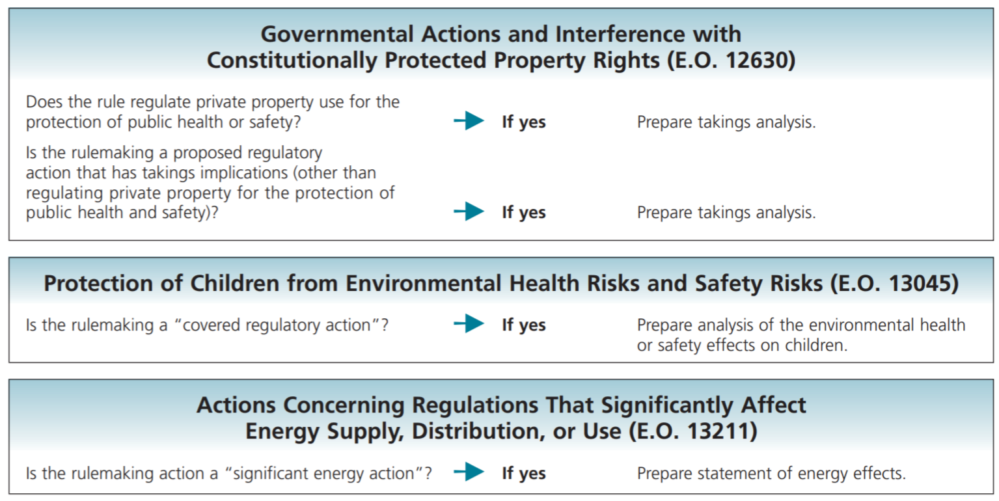 Governmental Actions and Interference with
Constitutionally Protected Property Rights (E.O. 12630)
Does the rule regulate private property use for the
protection of public health or safety?
If yes
Prepare takings analysis.
Is the rulemaking a proposed regulatory
action that has takings implications (other than
regulating private property for the protection of
public health and safety)?
If yes
Prepare takings analysis.
Protection of Children from Environmental Health Risks and Safety Risks (E.O. 13045)
Is the rulemaking a “covered regulatory action”?
If yes
Prepare analysis of the environmental health
or safety effects on children.
Actions Concerning Regulations That Significantly Affect
Energy Supply, Distribution, or Use (E.O. 13211)
Is the rulemaking action a “significant energy action”?
If yes
Prepare statement of energy effects.